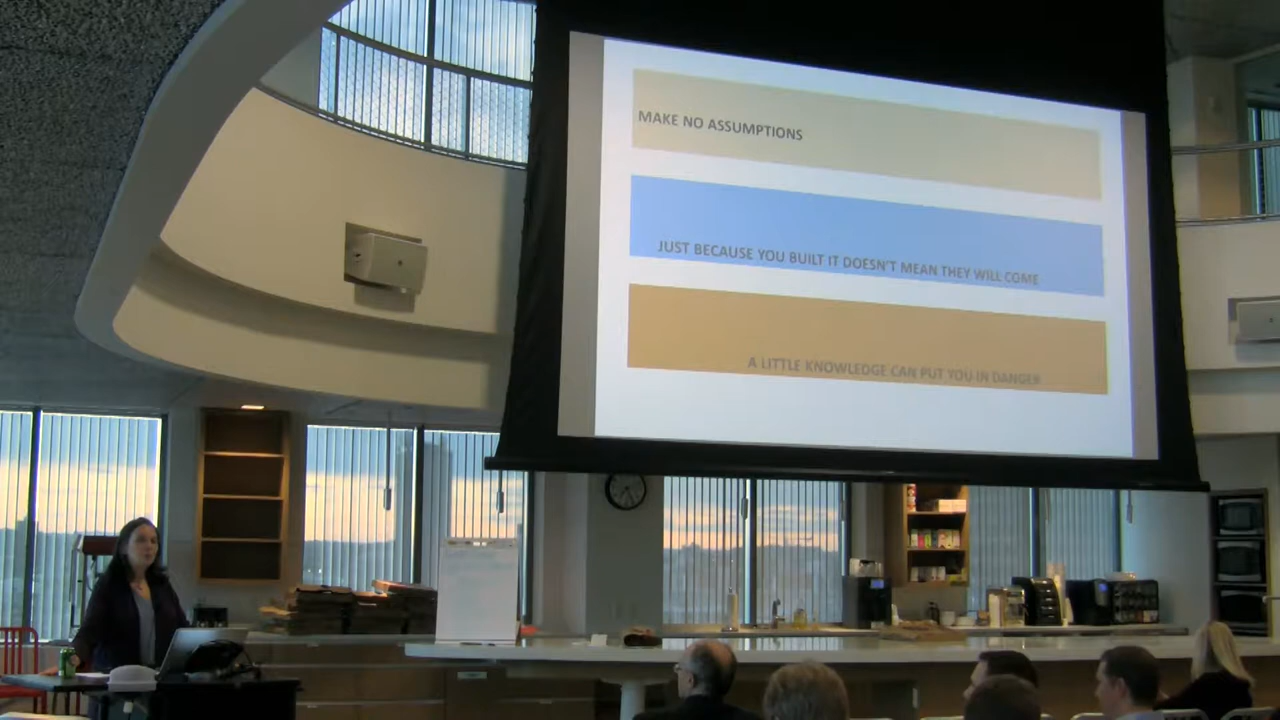 MAKE NO ASSUMPTIONS
JUST BECAUSE YOU BUILT IT DOESN'T MEAN THEY WILL COME
A LITTLE KNOWLEDGE CAN PUT YOU IN DANGER